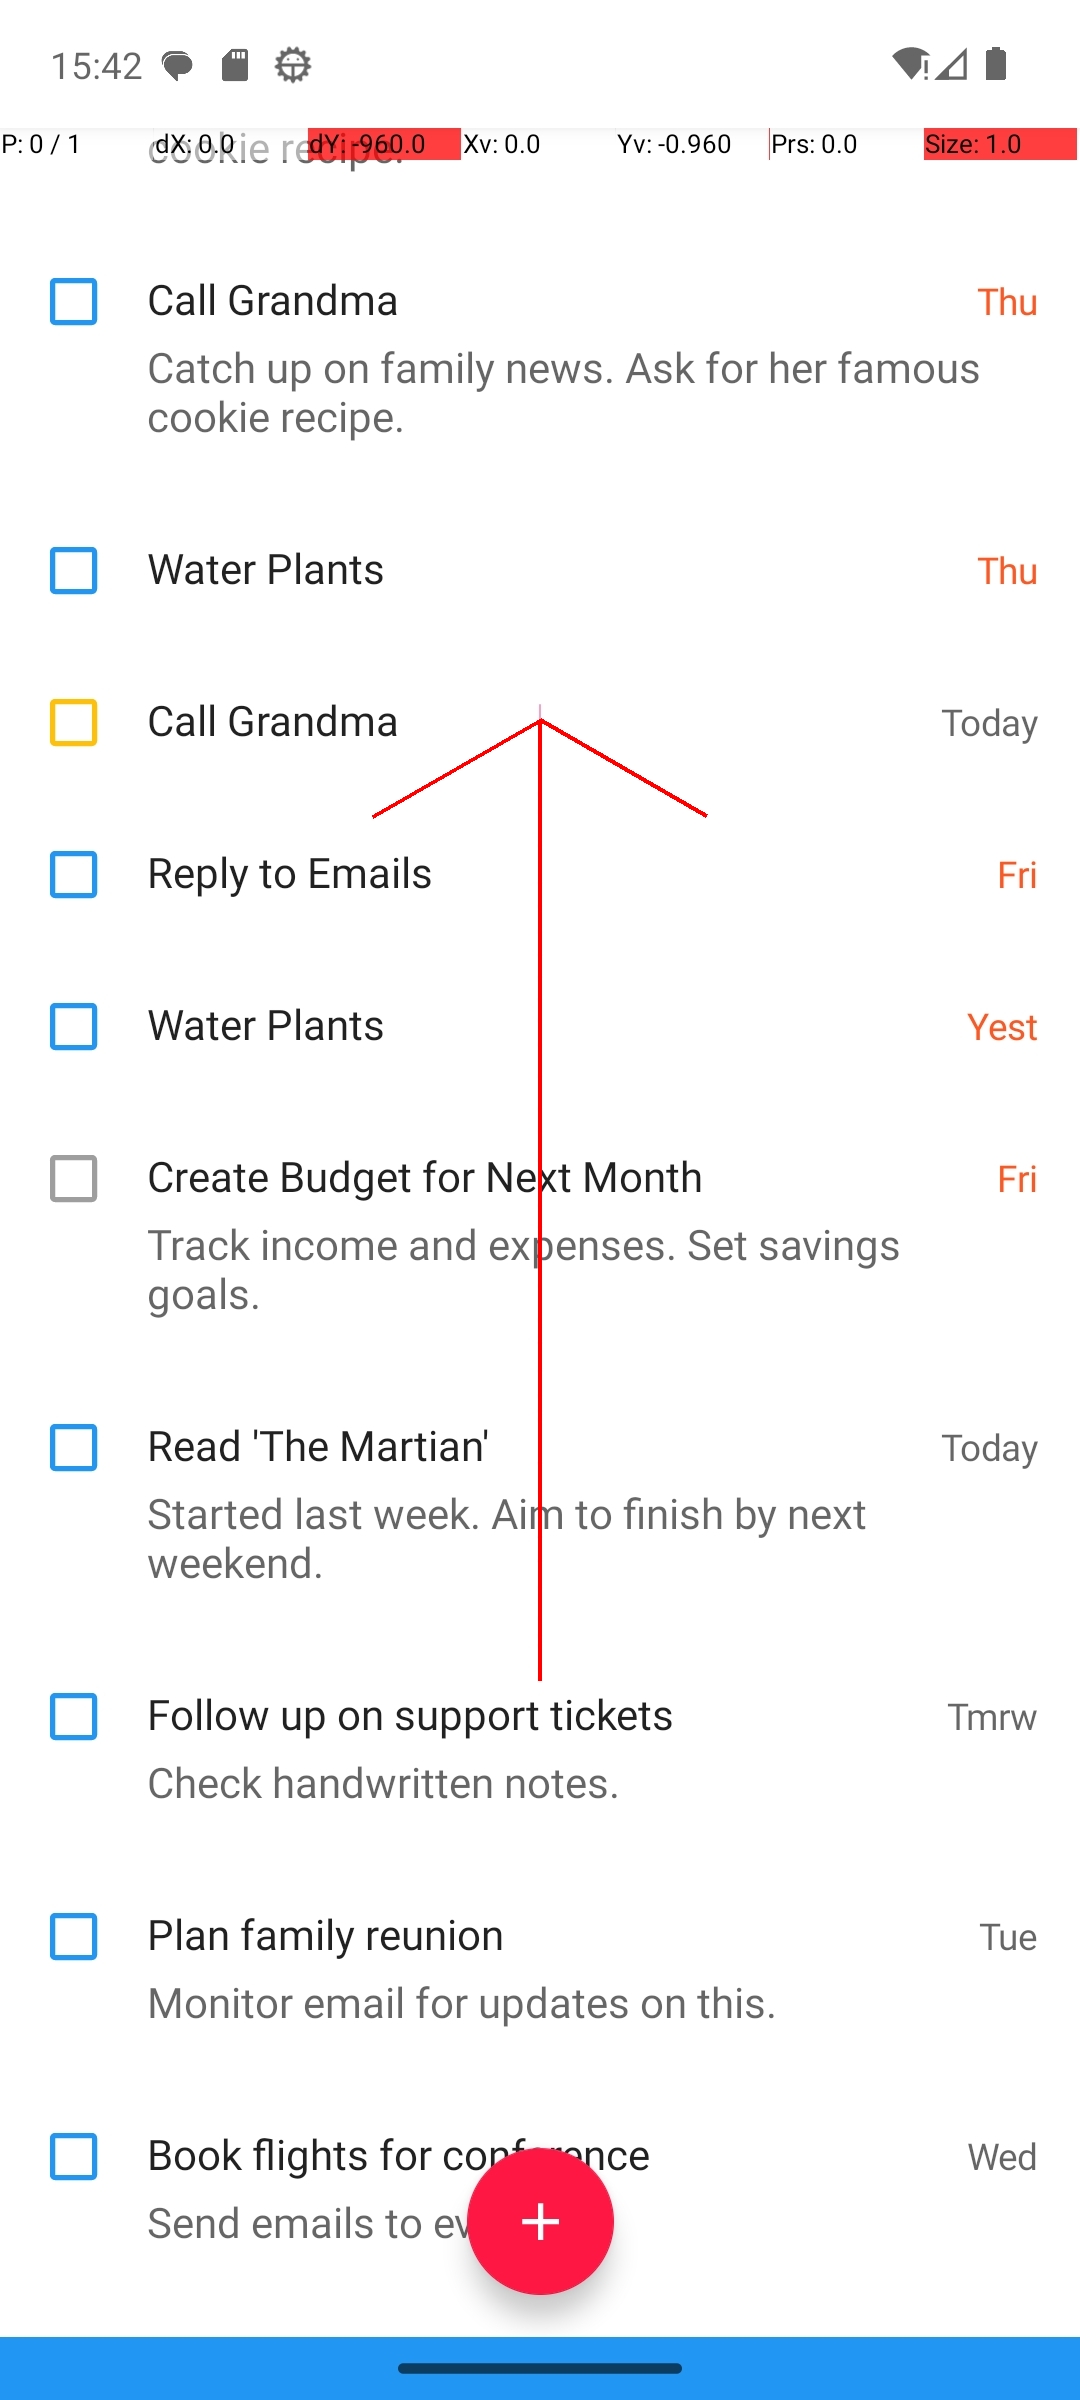 15:42
P: 0 / 1 dX: 0.0 dY: -960.0 Xv: 0.0 Yv: -0.960 Prs: 0.0 Size: 1.0
cookie recipe.
Call Grandma Thu
Catch up on family news. Ask for her famous
cookie recipe.
Water Plants Thu
Call Grandma Today
Reply to Emails Fri
Water Plants Yest
Create Budget for Next Month Fri
Track income and expenses. Set savings
goals.
Read 'The Martian' Today
Started last week. Aim to finish by next
weekend.
Follow up on support tickets Tmrw
Check handwritten notes.
Plan family reunion Tue
Monitor email for updates on this.
Book flights for conference Wed
Send emails to